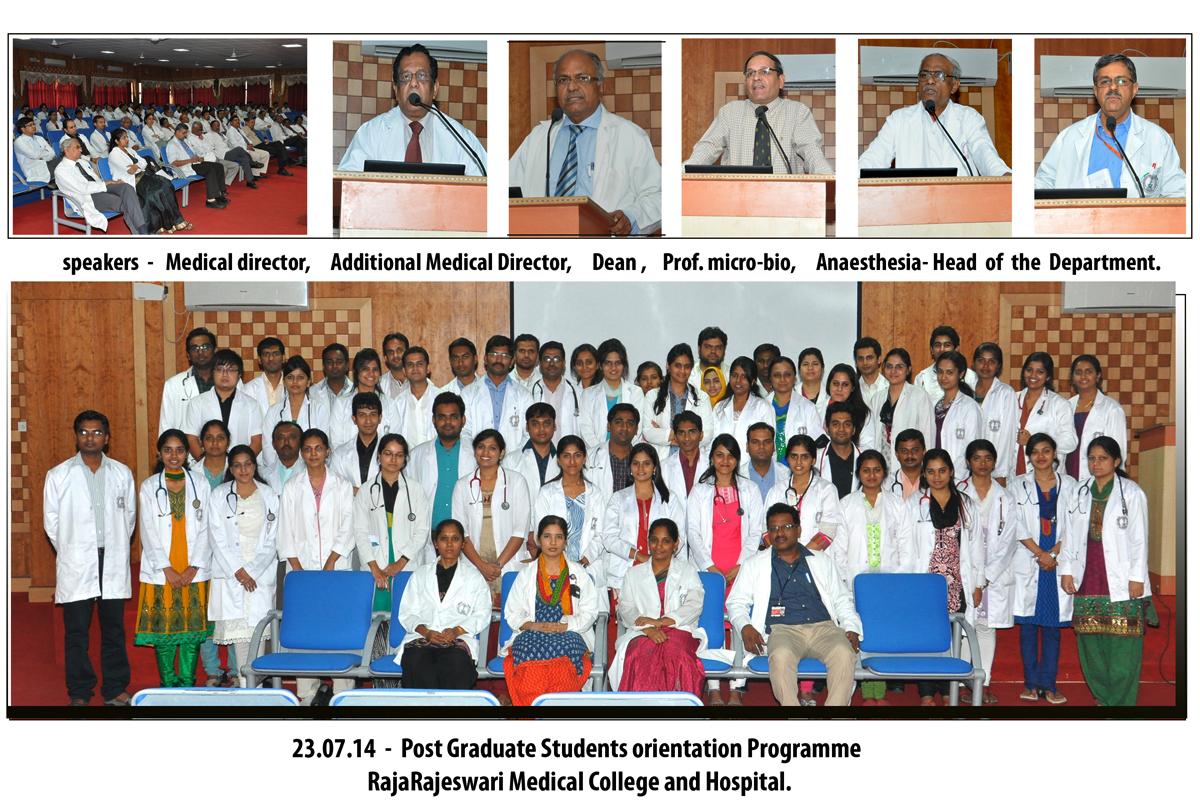 speakers - Medical director, Additional Medical Director, Dean , Prof. micro-bio, Anaesthesia- Head of the Department.
23.07.14 - Post Graduate Students orientation Programme
RajaRajeswari Medical College and Hospital.